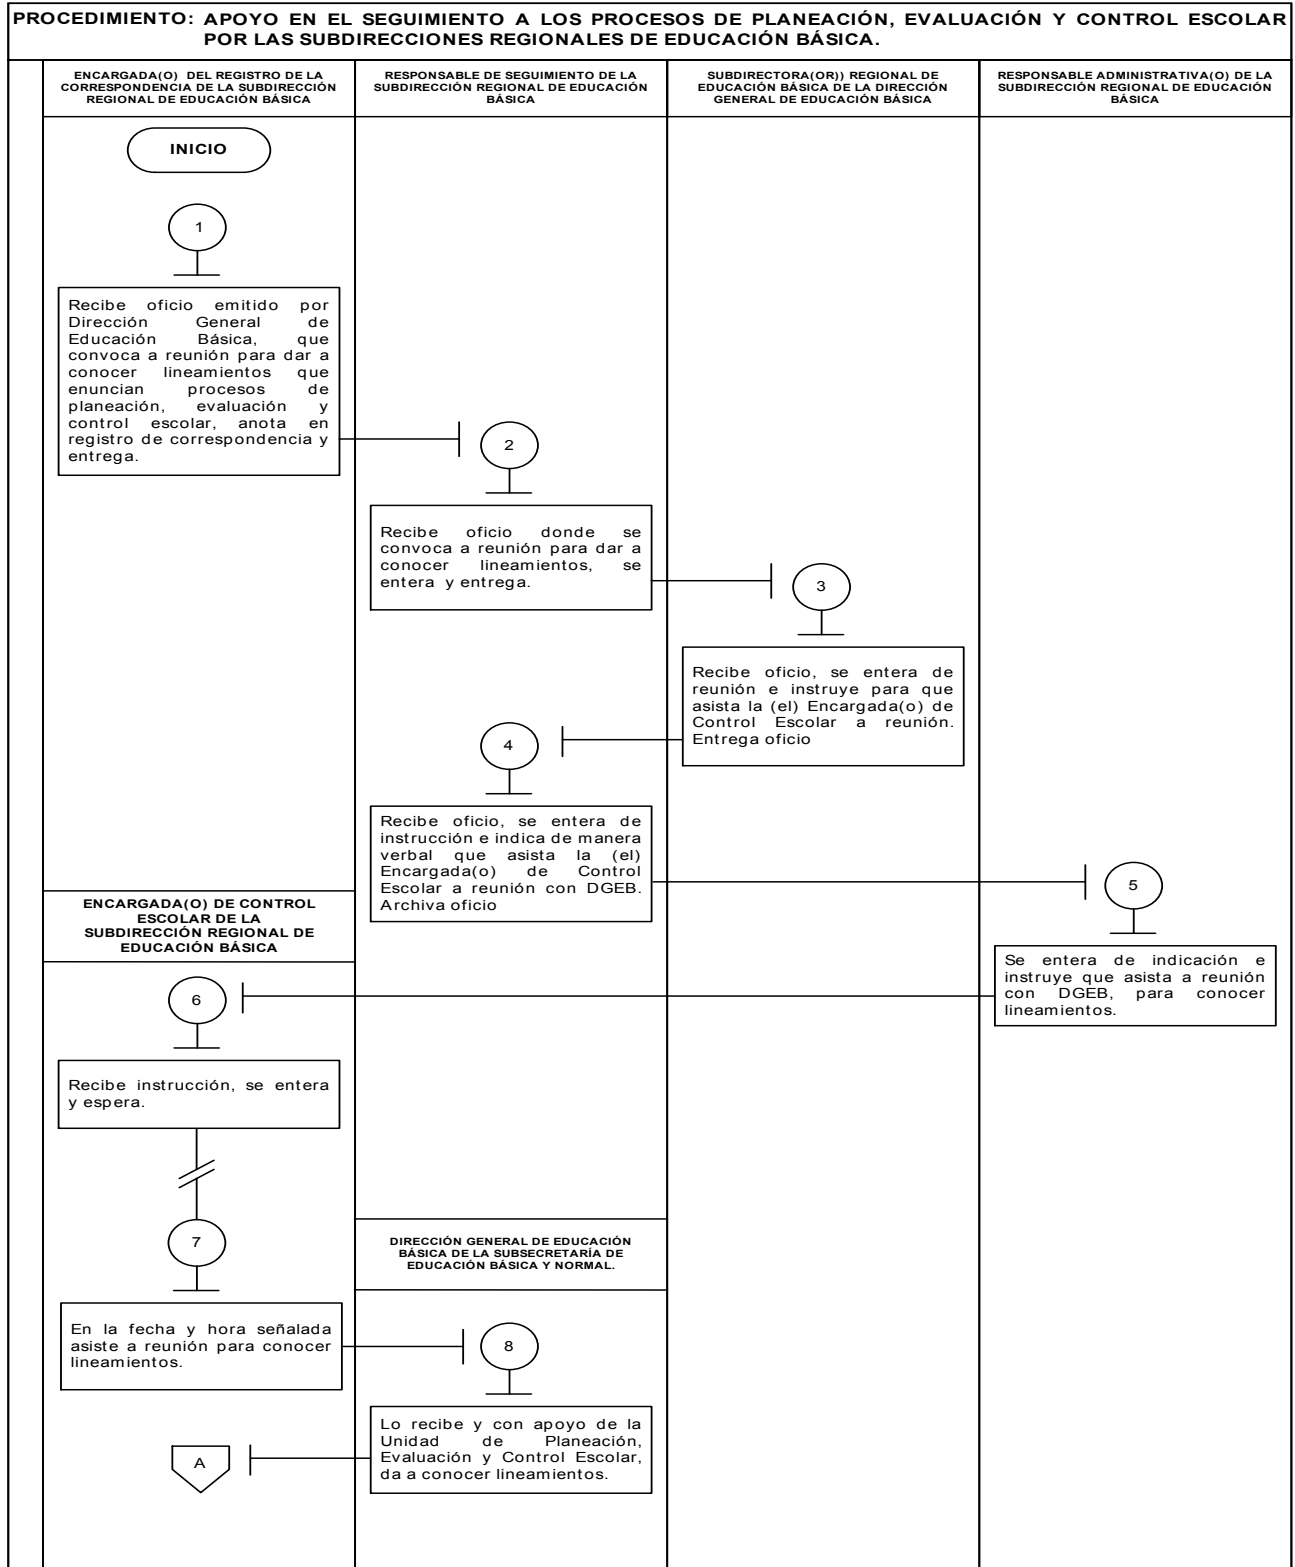 PROCEDIMIENTO: APOYO EN EL SEGUIMIENTO A LOS PROCESOS DE PLANEACIÓN, EVALUACIÓN Y CONTROL ESCOLAR
POR LAS SUBDIRECCIONES REGIONALES DE EDUCACIÓN BÁSICA.
ENCARGADA(O) DEL REGISTRO DE LA
CORRESPONDENCIA DE LA SUBDIRECCIÓN
REGIONAL DE EDUCACIÓN BÁSICA
RESPONSABLE DE SEGUIMIENTO DE LA
SUBDIRECCIÓN REGIONAL DE EDUCACIÓN
BÁSICA
SUBDIRECTORA(OR)) REGIONAL DE
EDUCACIÓN BÁSICA DE LA DIRECCIÓN
GENERAL DE EDUCACIÓN BÁSICA
RESPONSABLE ADMINISTRATIVA(O) DE LA
SUBDIRECCIÓN REGIONAL DE EDUCACIÓN
BÁSICA
INICIO
1
Recibe oficio emitido por
Dirección General de
Educación Básica, que
convoca a reunión para dar a
conocer lineamientos que
enuncian procesos de
planeación, evaluación y
control escolar, anota en
registro de correspondencia y
entrega.
2
Recibe oficio donde se
convoca a reunión para dar a
conocer lineamientos, se
entera y entrega.
3
Recibe oficio, se entera de
reunión e instruye para que
asista la (el) Encargada(o) de
Control Escolar a reunión.
Entrega oficio
4
Recibe oficio, se entera de
instrucción e indica de manera
verbal que asista la (el)
Encargada(o) de Control
Escolar a reunión con DGEB.
Archiva oficio
5
Se entera de indicación e
instruye que asista a reunión
con DGEB, para conocer
lineamientos.
ENCARGADA(O) DE CONTROL
ESCOLAR DE LA
SUBDIRECCIÓN REGIONAL DE
EDUCACIÓN BÁSICA
6
Recibe instrucción, se entera
y espera.
7
En la fecha y hora señalada
asiste a reunión para conocer
lineamientos.
DIRECCIÓN GENERAL DE EDUCACIÓN
BÁSICA DE LA SUBSECRETARÍA DE
EDUCACIÓN BÁSICA Y NORMAL.
8
Lo recibe y con apoyo de la
Unidad de Planeación,
Evaluación y Control Escolar,
da a conocer lineamientos.
A